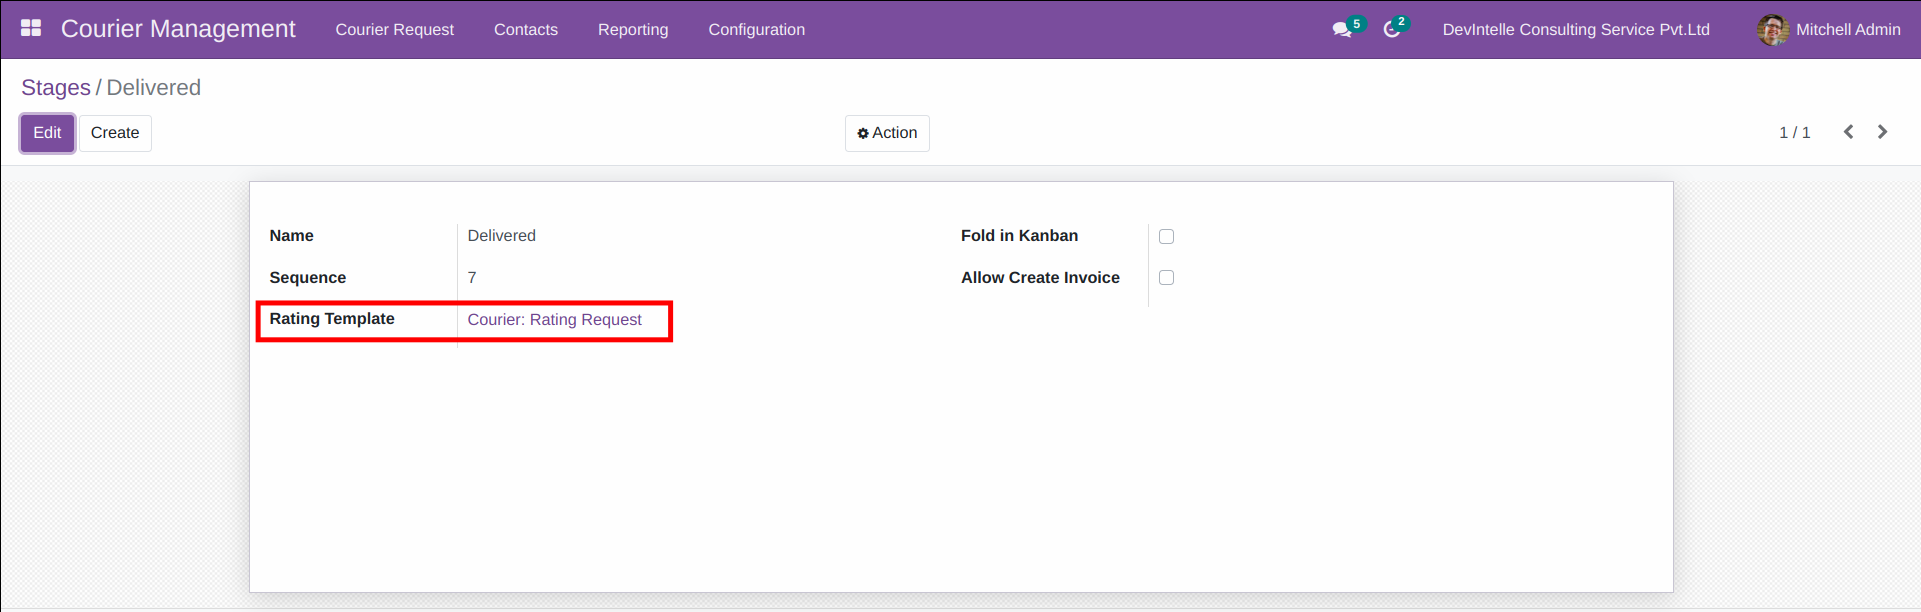 Courier Management Courier Request Contacts Reporting Configuration 5 2 DevIntelle Consulting Service Pvt.Ltd Mitchell Admin
Stages / Delivered
Edit Create Action 1 / 1
Name Delivered Fold in Kanban
Sequence 7 Allow Create Invoice
Rating Template Courier: Rating Request